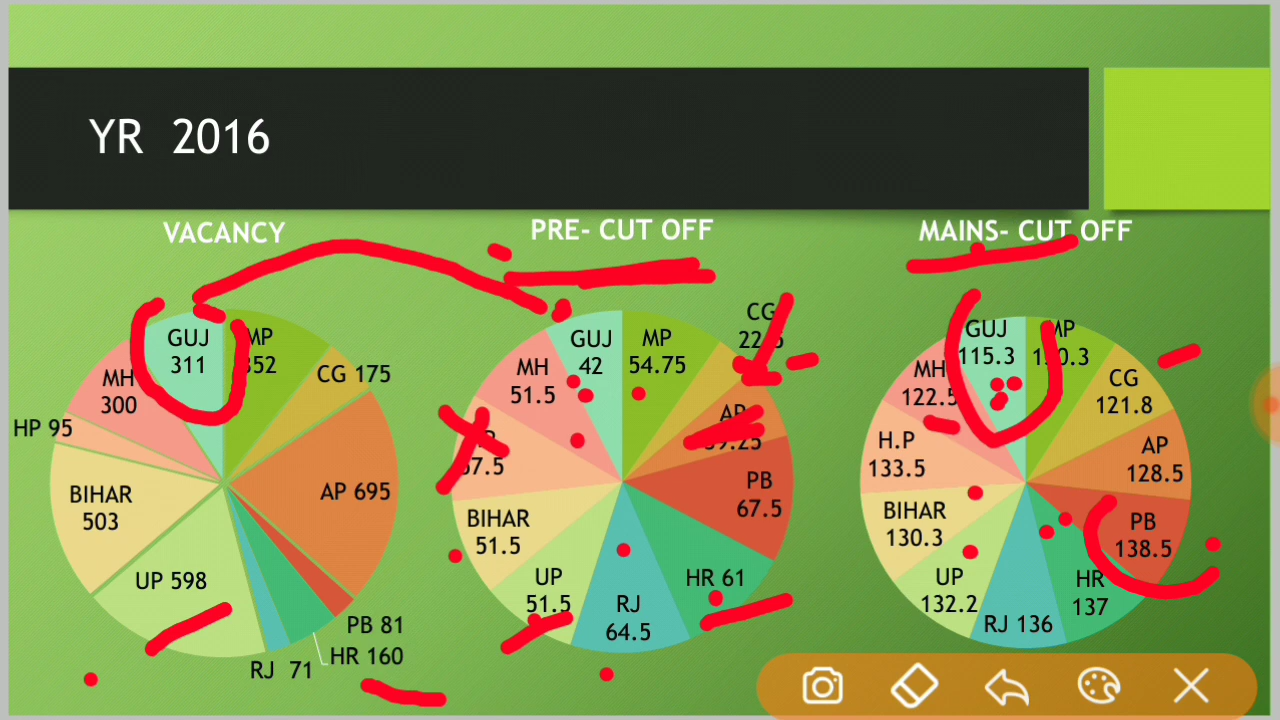 YR 2016
VACANCY
GUJ
311
MP
352
CG 175
AP 695
PB 81
HR 160
RJ 71
UP 598
BIHAR
503
HP 95
MH
300
PRE- CUT OFF
GUJ
42
MP
54.75
CG
AP
PB
67.5
HR 61
RJ
64.5
UP
51.5
BIHAR
51.5
MH
51.5
MAINS- CUT OFF
GUJ
115.3
MP
CG
121.8
AP
128.5
PB
138.5
HR
137
RJ 136
UP
132.2
BIHAR
130.3
H.P
133.5
MH
122.5